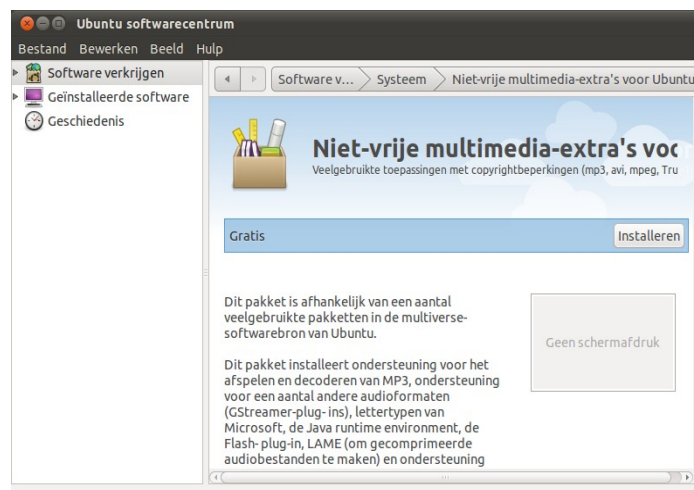 Ubuntu softwarecentrum
Bestand Bewerken Beeld Hulp
Software verkrijgen
Geïnstalleerde software
Geschiedenis
Software v... Systeem Niet-vrije multimedia-extra's voor Ubuntu
Niet-vrije multimedia-extra's voc
Veelgebruikte toepassingen met copyrightbeperkingen (mp3, avi, mpeg, Tru
Gratis
Installeren
Dit pakket is afhankelijk van een aantal
veelgebruikte pakketten in de multiverse-
softwarebron van Ubuntu.
Geen schermafdruk
Dit pakket installeert ondersteuning voor het
afspelen en decoderen van MP3, ondersteuning
voor een aantal andere audioformaten
(GStreamer-plug-ins), lettertypen van
Microsoft, de Java runtime environment, de
Flash-plug-in, LAME (om gecomprimeerde
audiobestanden te maken) en ondersteuning